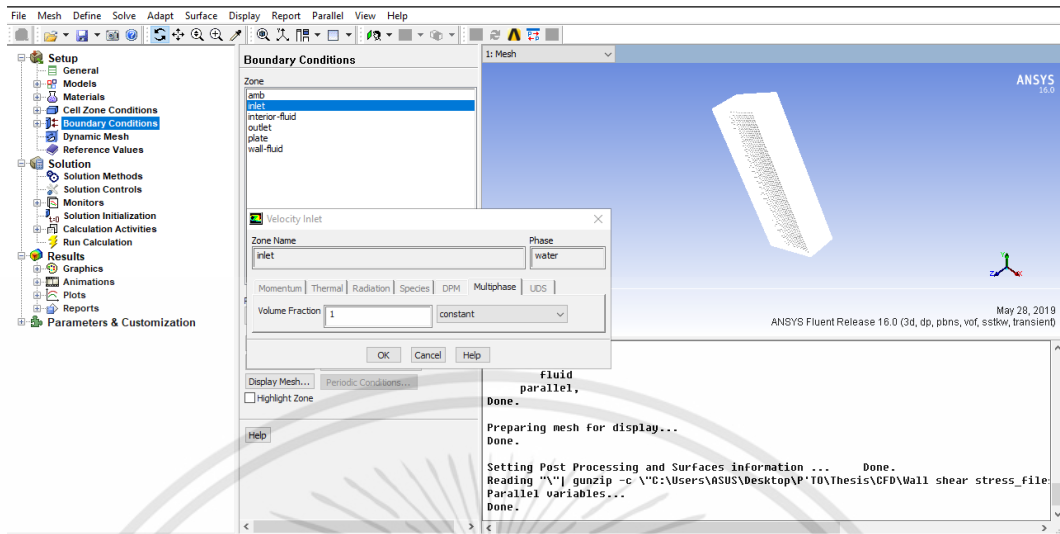 File Mesh Define Solve Adapt Surface Display Report Parallel View Help
Setup
General
Models
Materials
Cell Zone Conditions
Boundary Conditions
Dynamic Mesh
Reference Values
Solution
Solution Methods
Solution Controls
Monitors
Solution Initialization
Calculation Activities
Run Calculation
Results
Graphics
Animations
Plots
Reports
Parameters & Customization
Boundary Conditions
Zone
amb
inlet
interior-fluid
outlet
plate
wall-fluid
Velocity Inlet
Zone Name
Phase
inlet
water
Momentum Thermal Radiation Species DPM Multiphase UDS
Volume Fraction 1 constant
OK Cancel Help
Display Mesh... Periodic Conditions...
Highlight Zone
Help
1: Mesh
ANSYS
16.0
May 28, 2019
ANSYS Fluent Release 16.0 (3d, dp, pbns, vof, sstkw, transient)
fluid
parallel,
Done.
Preparing mesh for display...
Done.
Setting Post Processing and Surfaces information ... Done.
Reading "\"| gunzip -c \"C:\Users\ASUS\Desktop\P'TO\Thesis\CFD\Wall shear stress_file
Parallel variables...
Done.